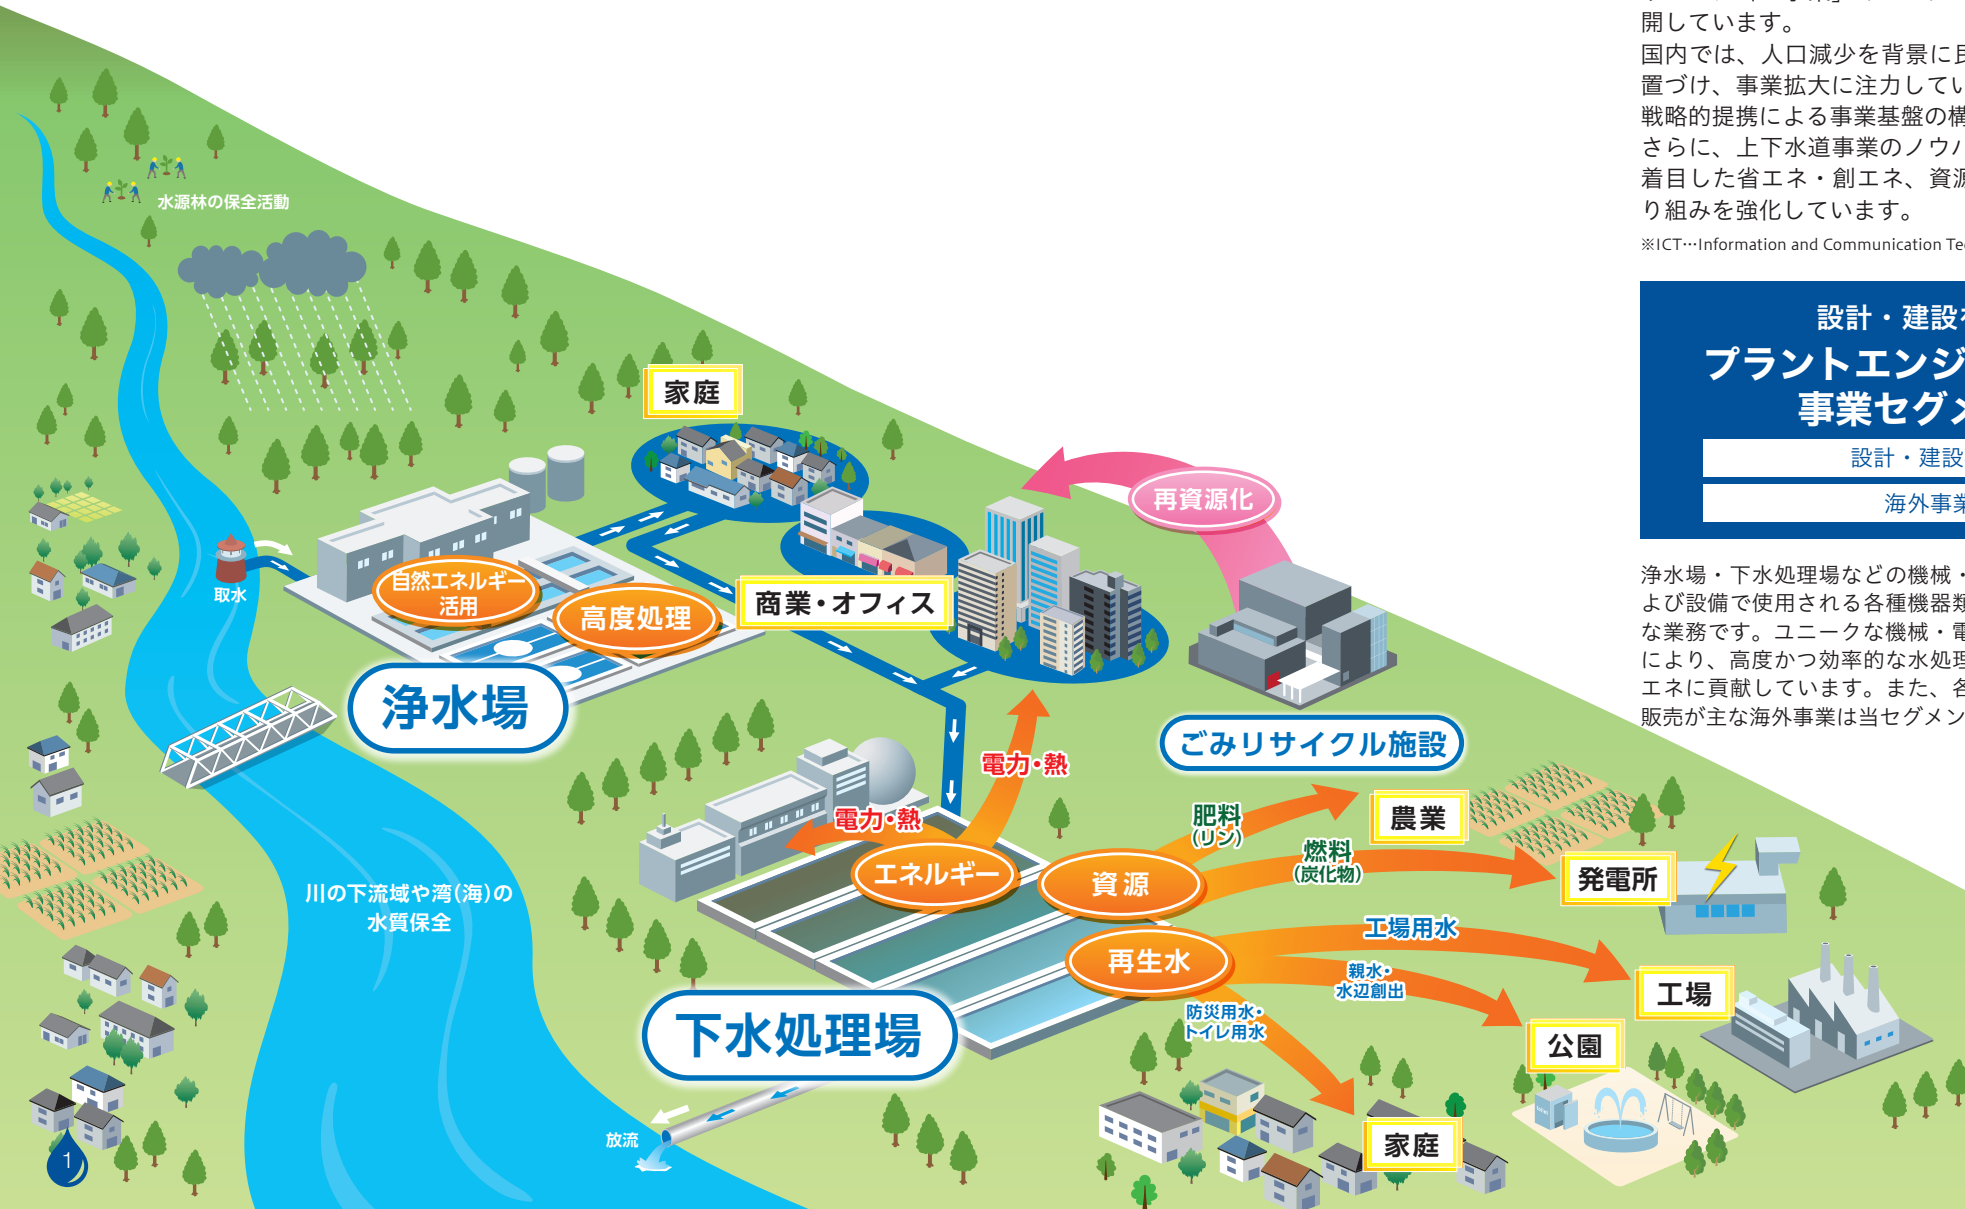 開しています。
国内では、人口減少を背景に
置づけ、事業拡大に注力してい
戦略的提携による事業基盤の構
さらに、上下水道事業のノウハ
着目した省エネ・創エネ、資源
り組みを強化しています。
※ICT…Information and Communication Te
設計・建設
プラントエンジ
事業セグメ
設計・建設
海外事業
浄水場・下水処理場などの機械・
よび設備で使用される各種機器類
な業務です。ユニークな機械・電
により、高度かつ効率的な水処理
エネに貢献しています。また、各
販売が主な海外事業は当セグメン
水源林の保全活動
家庭
再資源化
取水
自然エネルギー
活用
高度処理
商業・オフィス
浄水場
ごみリサイクル施設
電力・熱
電力・熱
エネルギー
肥料
(リン)
農業
燃料
(炭化物)
資源
発電所
川の下流域や湾(海)の
水質保全
再生水
工場用水
親水・
水辺創出
工場
防災用水・
トイレ用水
公園
下水処理場
放流
家庭
1